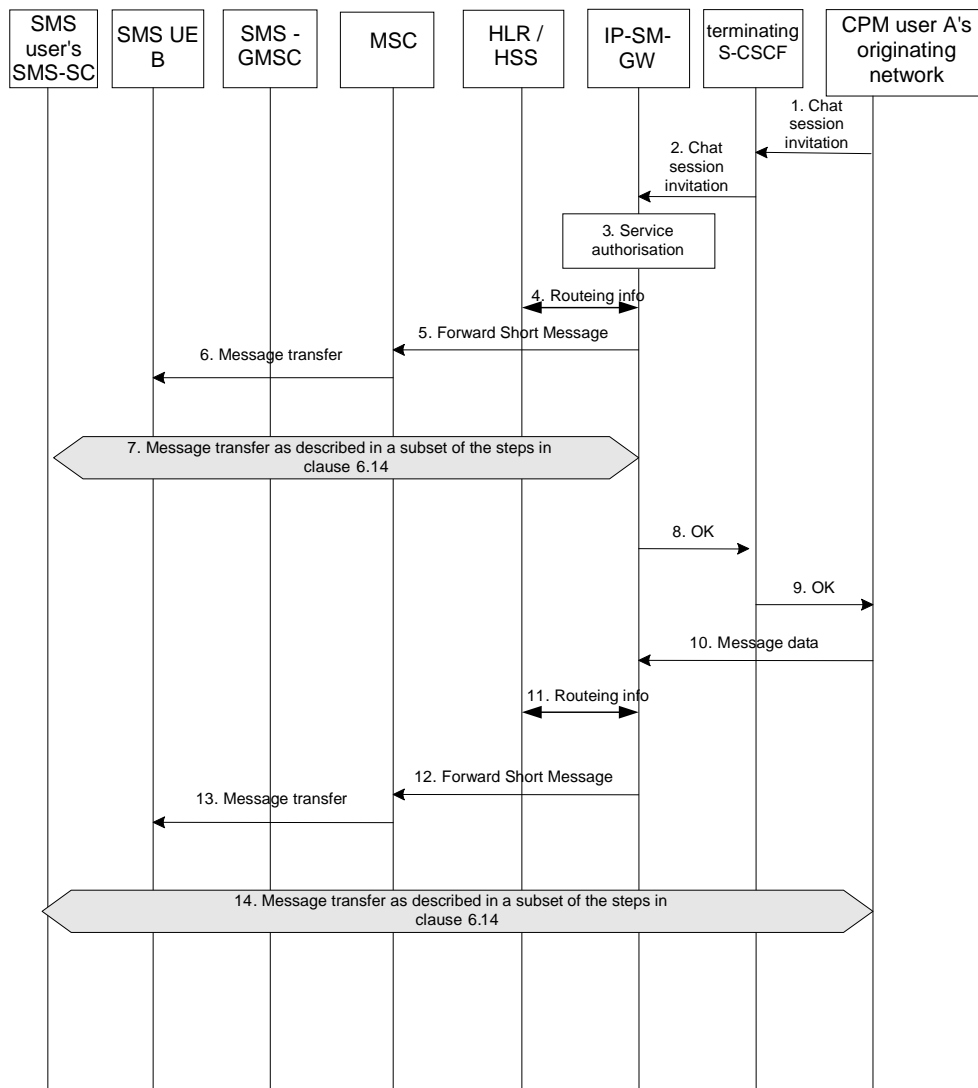 SMS
user's
SMS-SC
SMS UE
B
SMS -
GMSC
MSC
HLR /
HSS
IP-SM-
GW
terminating
S-CSCF
CPM user A's
originating
network
1. Chat
session
invitation
2. Chat
session
invitation
3. Service
authorisation
4. Routeing info
5. Forward Short Message
6. Message transfer
7. Message transfer as described in a subset of the steps in
clause 6.14
8. OK
9. OK
10. Message data
11. Routeing info
12. Forward Short Message
13. Message transfer
14. Message transfer as described in a subset of the steps in
clause 6.14